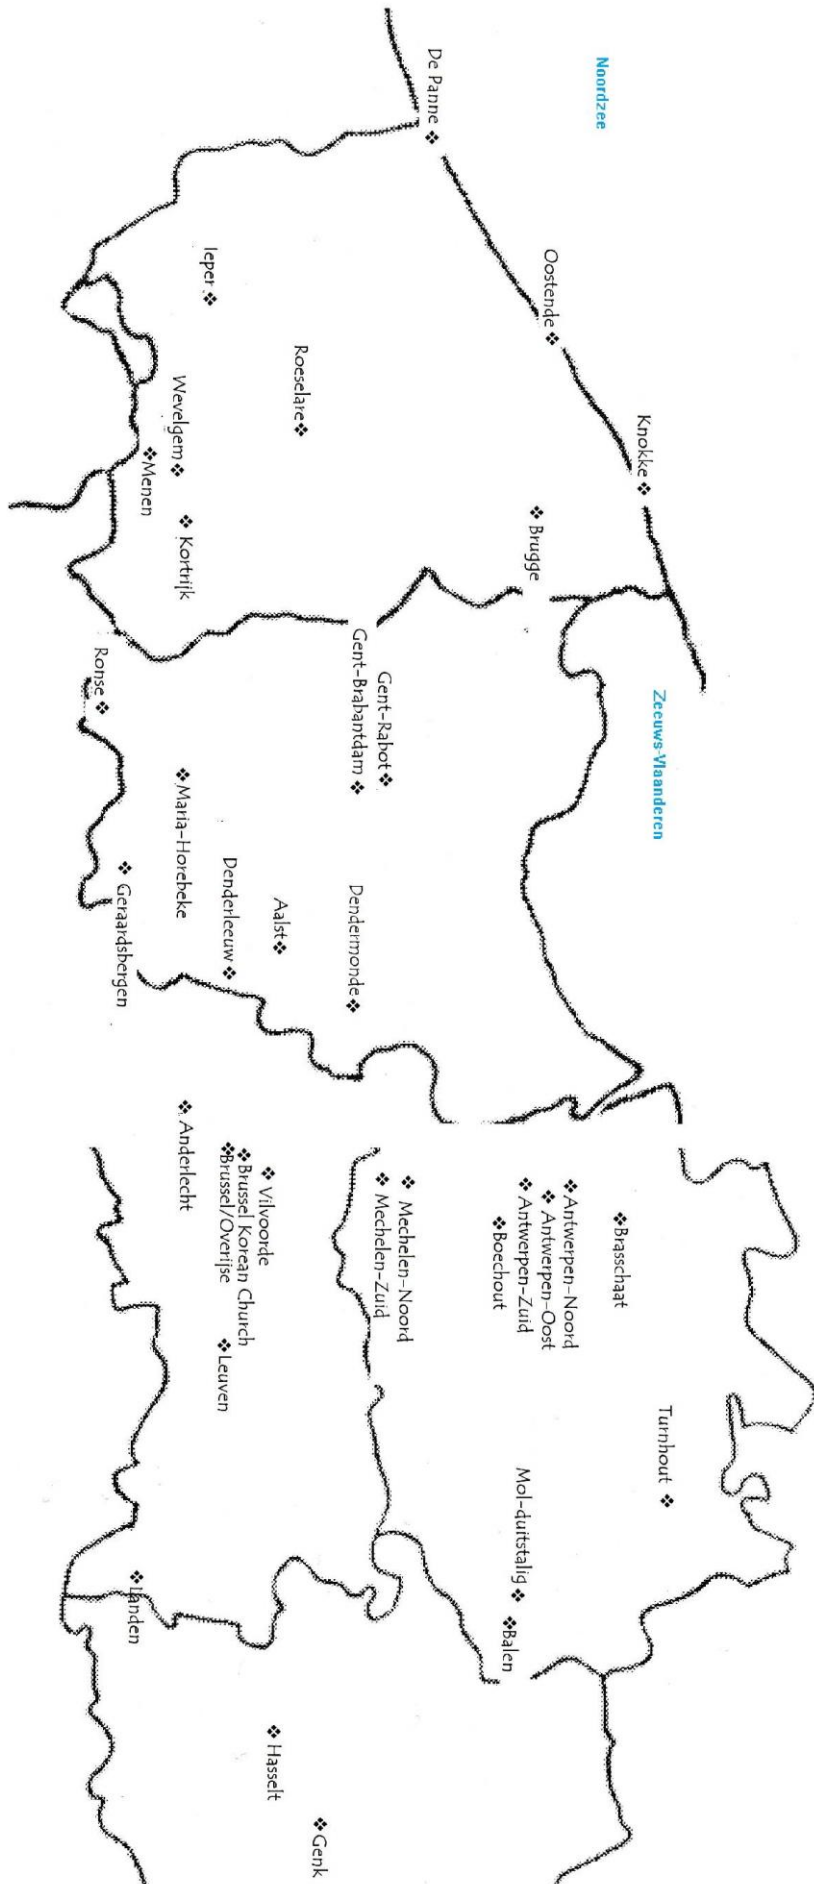 Noordzee
De Panne
Oostende
Knokke
Brugge
Zeeuws-Vlaanderen
Ieper
Roeselare
Wevelgem
Menen
Kortrijk
Gent-Rabot
Gent-Brabantdam
Ronse
Maria-Horebeke
Geraardsbergen
Denderleeuw
Aalst
Dendermonde
Brasschaat
Antwerpen-Noord
Antwerpen-Oost
Antwerpen-Zuid
Boechout
Mechelen-Noord
Mechelen-Zuid
Vilvoorde
Brussel Korean Church
Brussel/Overijse
Anderlecht
Leuven
Turnhout
Mol-duitstalig
Balen
Landen
Hasselt
Genk